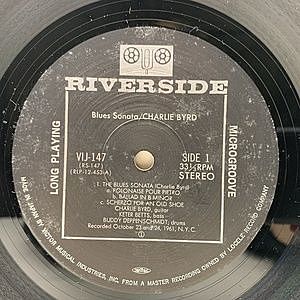 RIVERSIDE
Blues Sonata/CHARLIE BYRD
LONG PLAYING
MICROGROOVE
VIJ-147
(RS-147)
(RLP-12-453-A)
SIDE 1
33⅓RPM
STEREO
1. THE BLUES SONATA (Charlie Byrd)
a: POLONAISE POUR PIETRO
b: BALLAD IN B MINOR
c: SCHERZO FOR AN OLD SHOE
CHARLIE BYRD, guitar
KETER BETTS, bass
BUDDY DEPPENSCHMIDT, drums
Recorded October 23 and 24, 1961, N.Y.C.
MADE IN JAPAN BY VICTOR MUSICAL INDUSTRIES, INC. FROM A MASTER RECORDING OWNED BY LOOZLE RECORD COMPANY